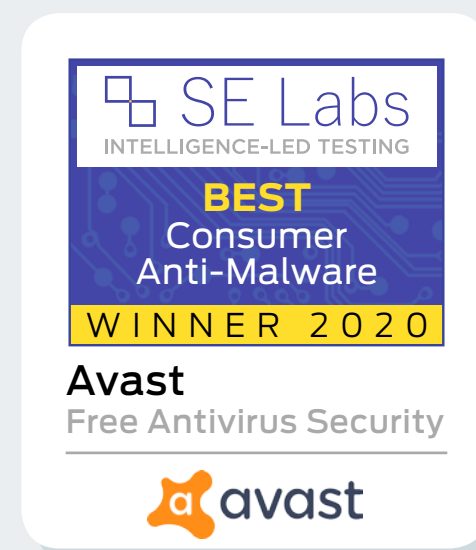 SE Labs
INTELLIGENCE-LED TESTING
BEST
Consumer
Anti-Malware
WINNER 2020
Avast
Free Antivirus Security
a avast